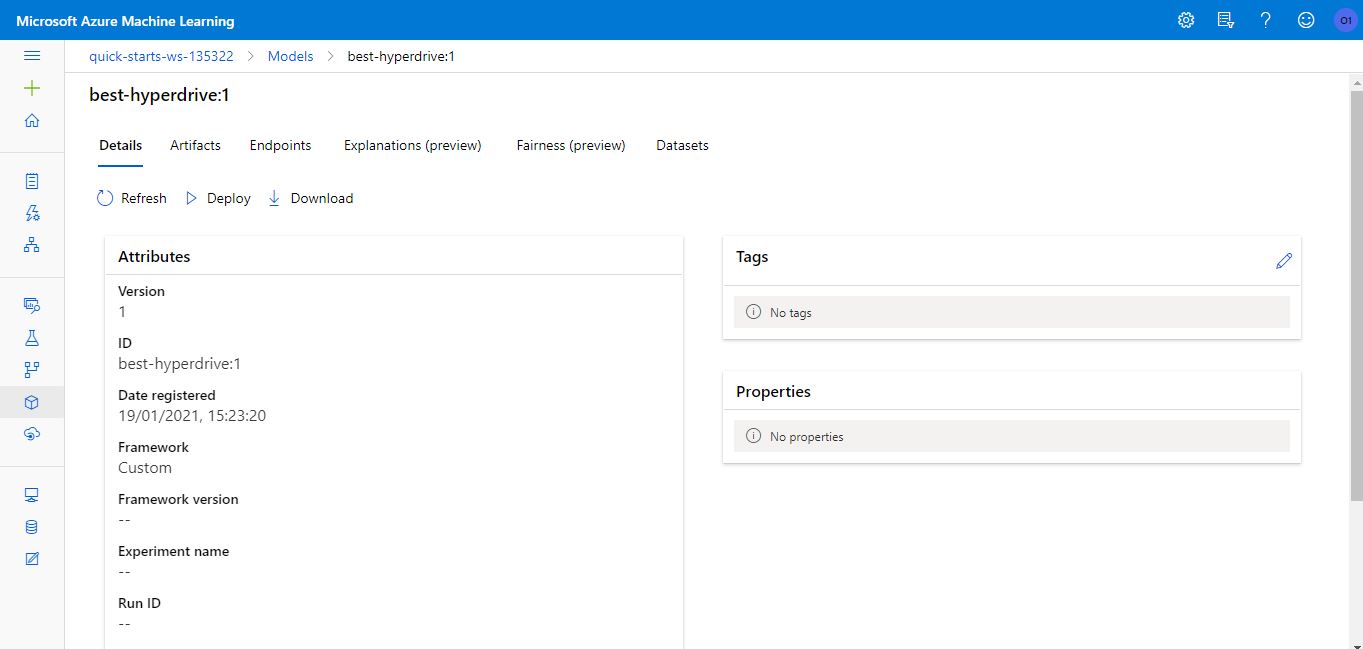 Microsoft Azure Machine Learning
O1
quick-starts-ws-135322 > Models > best-hyperdrive:1
best-hyperdrive:1
Details Artifacts Endpoints Explanations (preview) Fairness (preview) Datasets
Refresh Deploy Download
Attributes
Version
1
ID
best-hyperdrive:1
Date registered
19/01/2021, 15:23:20
Framework
Custom
Framework version
--
Experiment name
--
Run ID
--
Tags
No tags
Properties
No properties